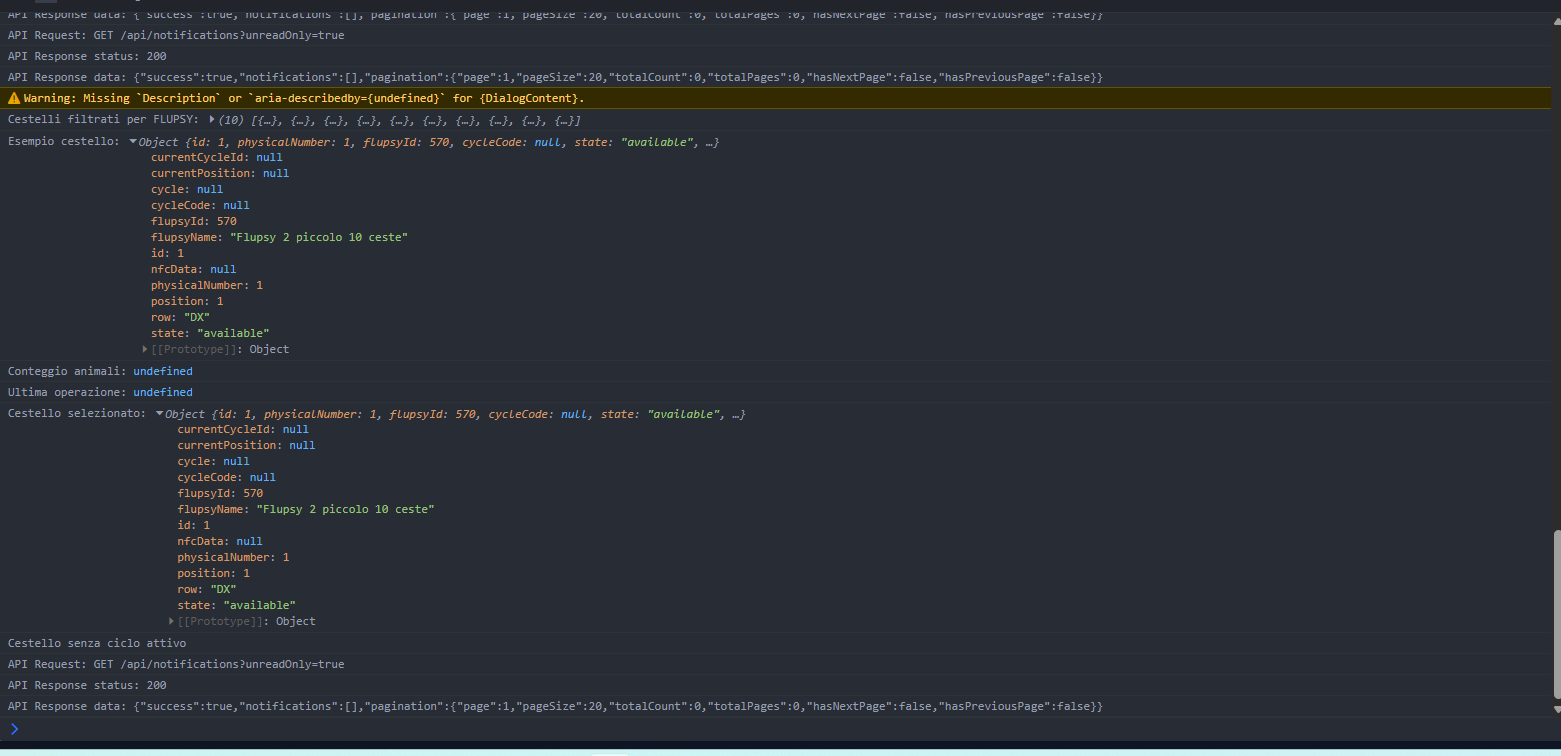 API Response data: {"success":true,"notifications":[],"pagination":{"page":1,"pageSize":20,"totalCount":0,"totalPages":0,"hasNextPage":false,"hasPreviousPage":false}}
API Request: GET /api/notifications?unreadOnly=true
API Response status: 200
API Response data: {"success":true,"notifications":[],"pagination":{"page":1,"pageSize":20,"totalCount":0,"totalPages":0,"hasNextPage":false,"hasPreviousPage":false}}
Warning: Missing `Description` or `aria-describedby={undefined}` for {DialogContent}.
Cestelli filtrati per FLUPSY: (10) [{…}, {…}, {…}, {…}, {…}, {…}, {…}, {…}, {…}, {…}]
Esempio cestello: Object {id: 1, physicalNumber: 1, flupsyId: 570, cycleCode: null, state: "available", …}
currentCycleId: null
currentPosition: null
cycle: null
cycleCode: null
flupsyId: 570
flupsyName: "Flupsy 2 piccolo 10 ceste"
id: 1
nfcData: null
physicalNumber: 1
position: 1
row: "DX"
state: "available"
[[Prototype]]: Object
Conteggio animali: undefined
Ultima operazione: undefined
Cestello selezionato: Object {id: 1, physicalNumber: 1, flupsyId: 570, cycleCode: null, state: "available", …}
currentCycleId: null
currentPosition: null
cycle: null
cycleCode: null
flupsyId: 570
flupsyName: "Flupsy 2 piccolo 10 ceste"
id: 1
nfcData: null
physicalNumber: 1
position: 1
row: "DX"
state: "available"
[[Prototype]]: Object
Cestello senza ciclo attivo
API Request: GET /api/notifications?unreadOnly=true
API Response status: 200
API Response data: {"success":true,"notifications":[],"pagination":{"page":1,"pageSize":20,"totalCount":0,"totalPages":0,"hasNextPage":false,"hasPreviousPage":false}}